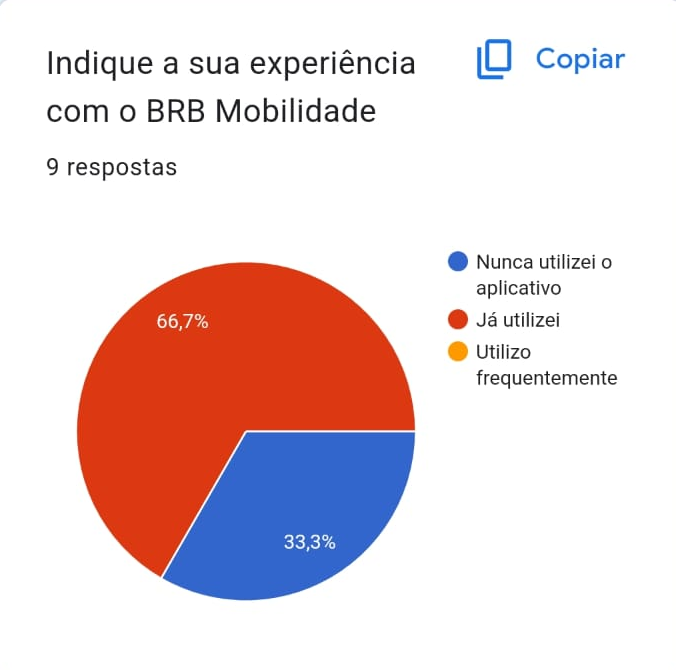 Indique a sua experiência
com o BRB Mobilidade
Copiar
9 respostas
Nunca utilizei o
aplicativo
Já utilizei
Utilizo
frequentemente
66,7%
33,3%